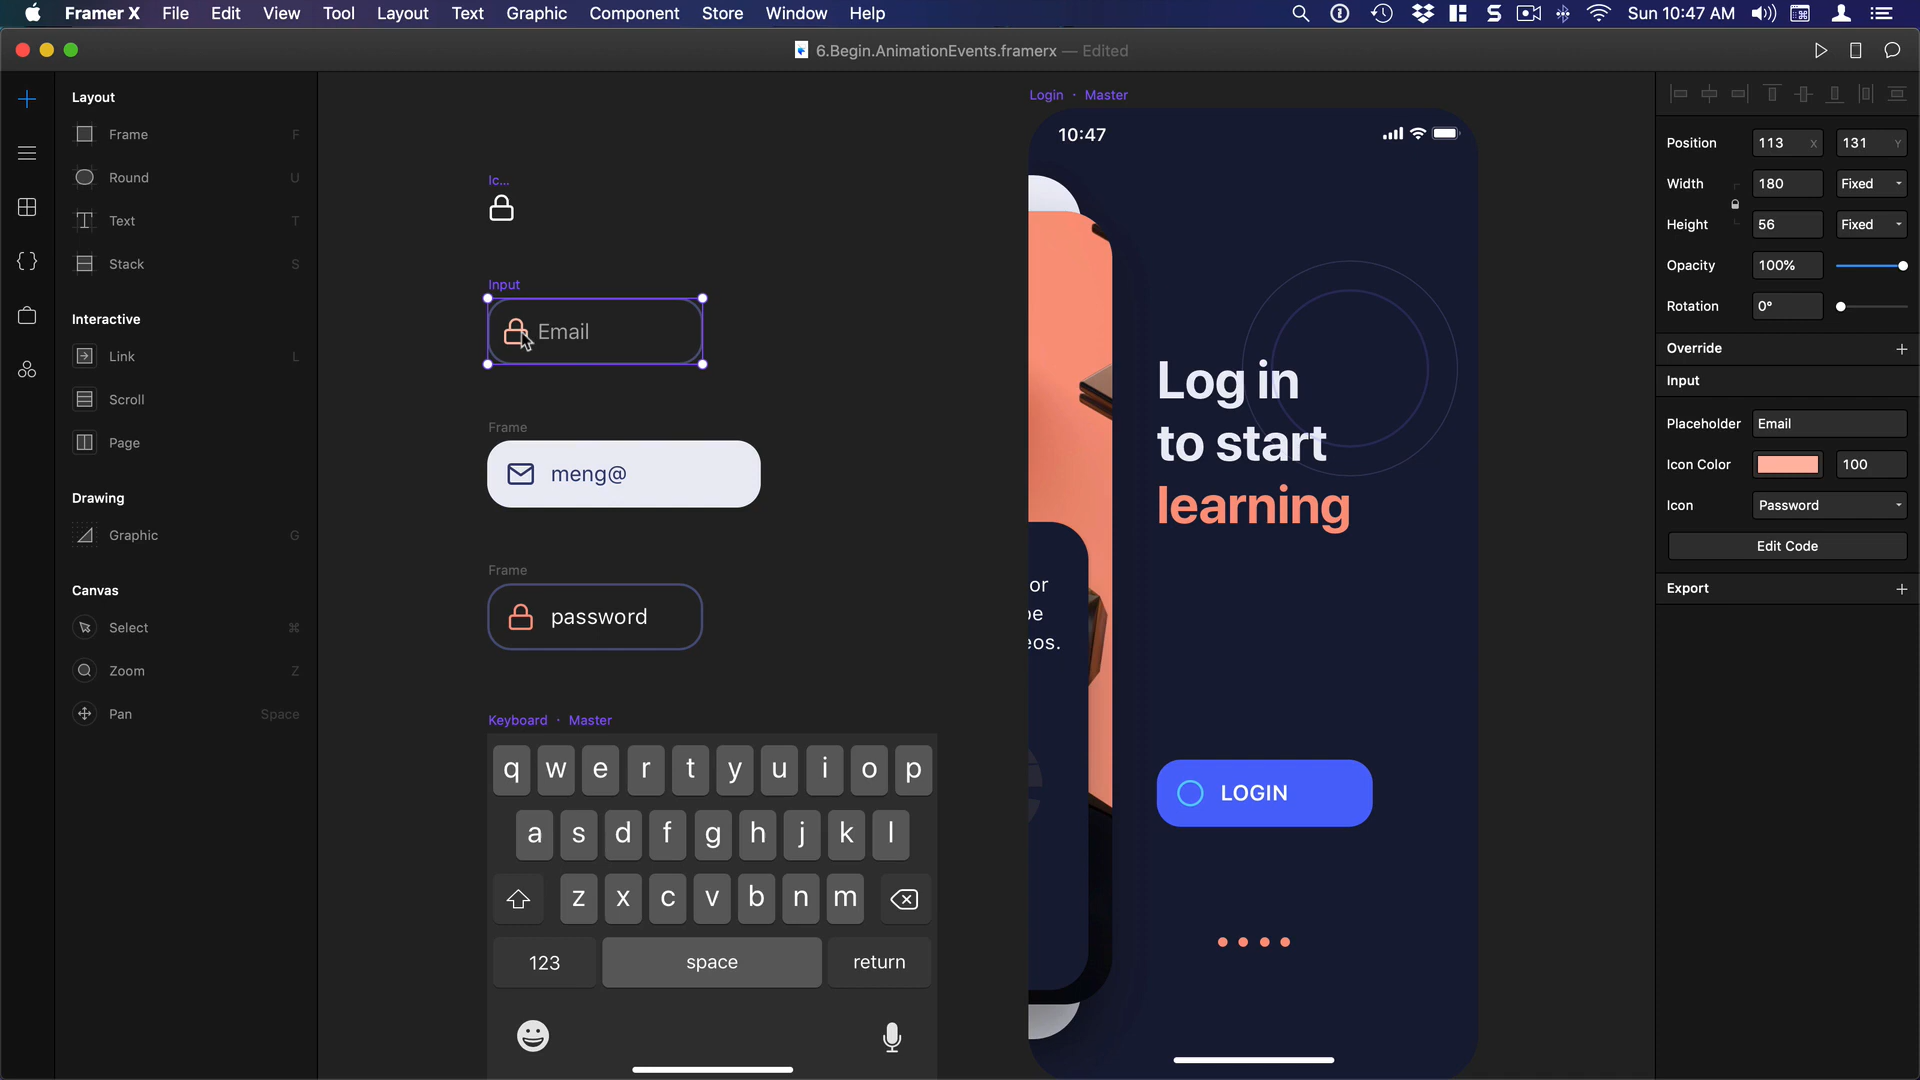 Framer X File Edit View Tool Layout Text Graphic Component Store Window Help Sun 10:47 AM
6.Begin.AnimationEvents.framerx — Edited
Layout
Frame F
Round U
Text T
Stack S
Interactive
Link L
Scroll
Page
Drawing
Graphic G
Canvas
Select ⌘
Zoom Z
Pan Space
Ic...
Input
Email
Frame
meng@
Frame
password
Keyboard · Master
q w e r t y u i o p
a s d f g h j k l
z x c v b n m
123 space return
Login · Master
10:47
Log in
to start
learning
or
be
eos.
LOGIN
Position 113 X 131 Y
Width 180 Fixed
Height 56 Fixed
Opacity 100%
Rotation 0°
Override
Input
Placeholder Email
Icon Color 100
Icon Password
Edit Code
Export